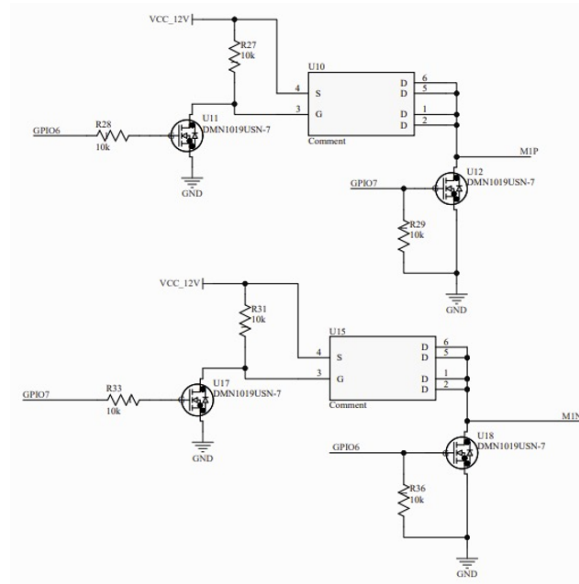 VCC_12V
R27
10k
U10
4
S
3
G
D
6
D
5
D
1
D
2
Comment
U11
DMN1019USN-7
R28
10k
GPIO6
GND
M1P
U12
DMN1019USN-7
GPIO7
R29
10k
GND
VCC_12V
R31
10k
U15
4
S
3
G
D
6
D
5
D
1
D
2
Comment
U17
DMN1019USN-7
GPIO7
R33
10k
GND
M1N
U18
DMN1019USN-7
GPIO6
R36
10k
GND